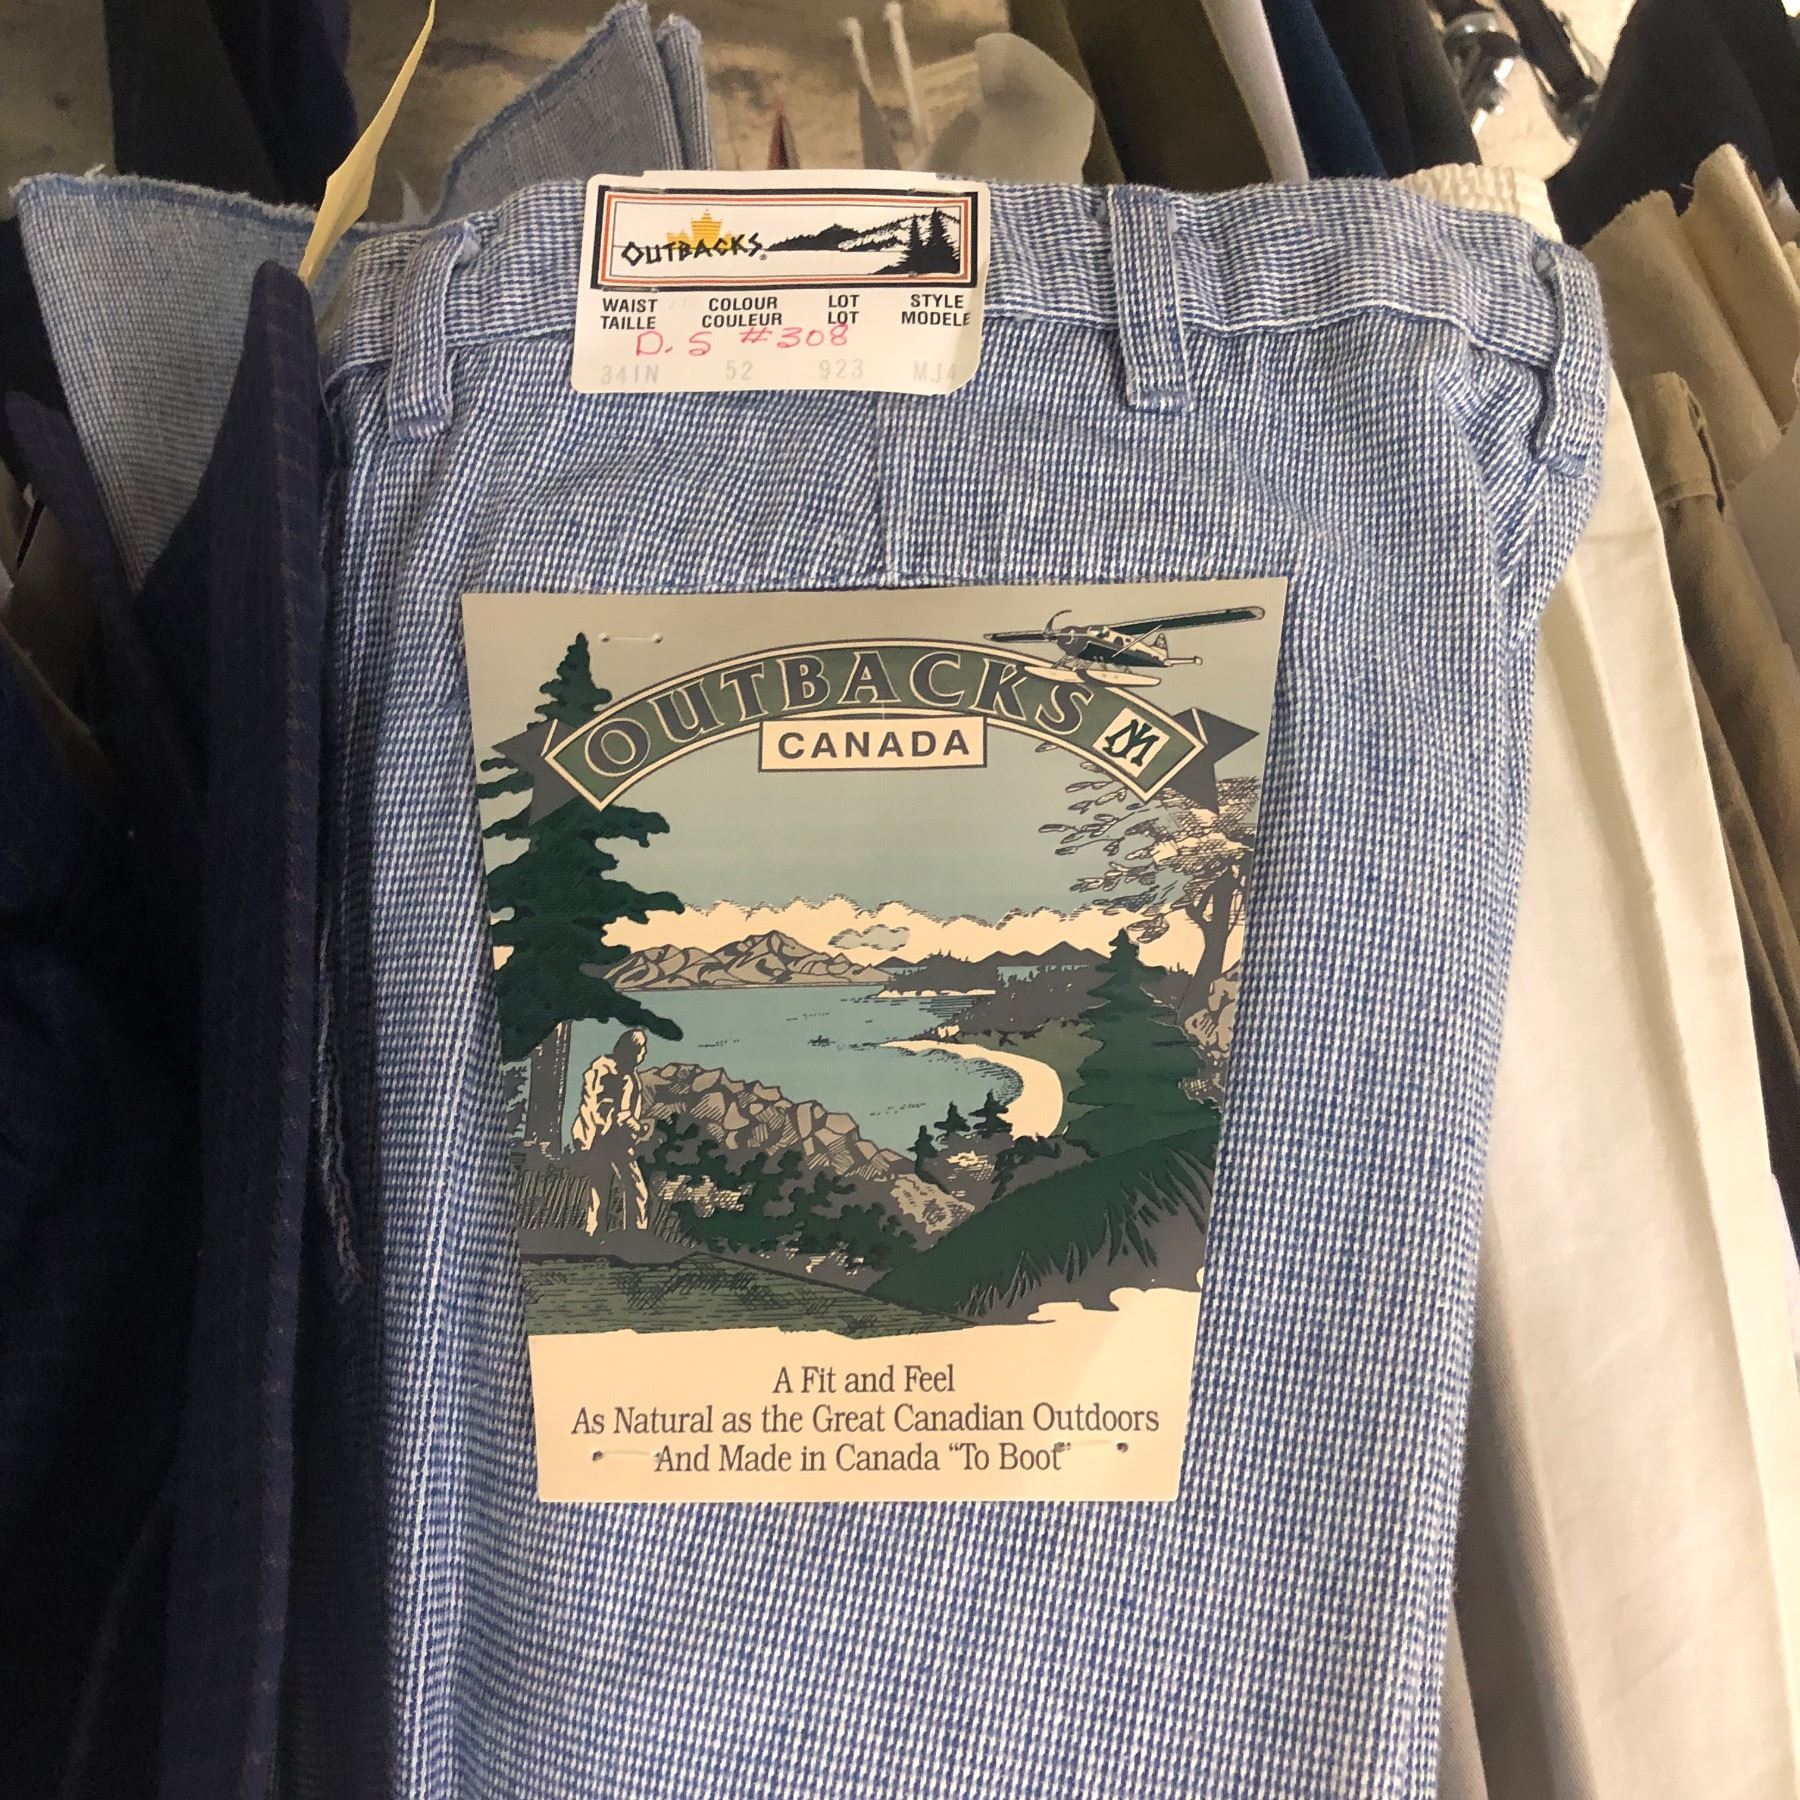 OUTBACKS®
WAIST COLOUR LOT STYLE
TAILLE COULEUR LOT MODELE
D.S #308
34IN 52 923 MJ4
OUTBACKS
CANADA
A Fit and Feel
As Natural as the Great Canadian Outdoors
And Made in Canada “To Boot”